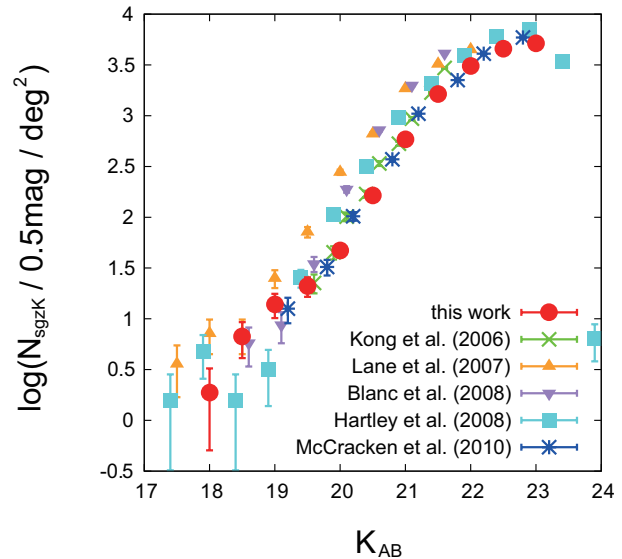 log(N_sgzK / 0.5mag / deg²)
4
3.5
3
2.5
2
1.5
1
0.5
0
-0.5
this work
Kong et al. (2006)
Lane et al. (2007)
Blanc et al. (2008)
Hartley et al. (2008)
McCracken et al. (2010)
17 18 19 20 21 22 23 24
K_AB